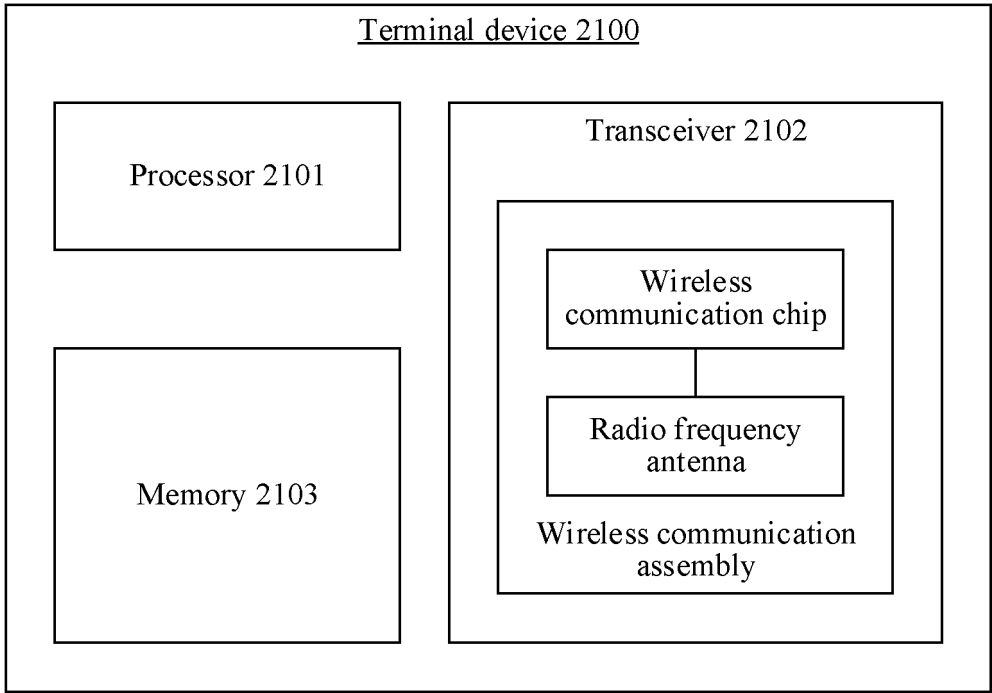 Terminal device 2100
Processor 2101
Memory 2103
Transceiver 2102
Wireless
communication chip
Radio frequency
antenna
Wireless communication
assembly